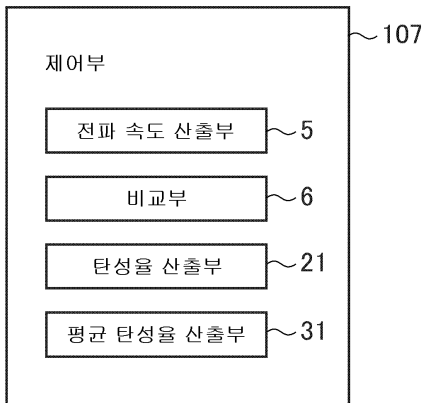 107
제어부
전파 속도 산출부 5
비교부 6
탄성율 산출부 21
평균 탄성율 산출부 31